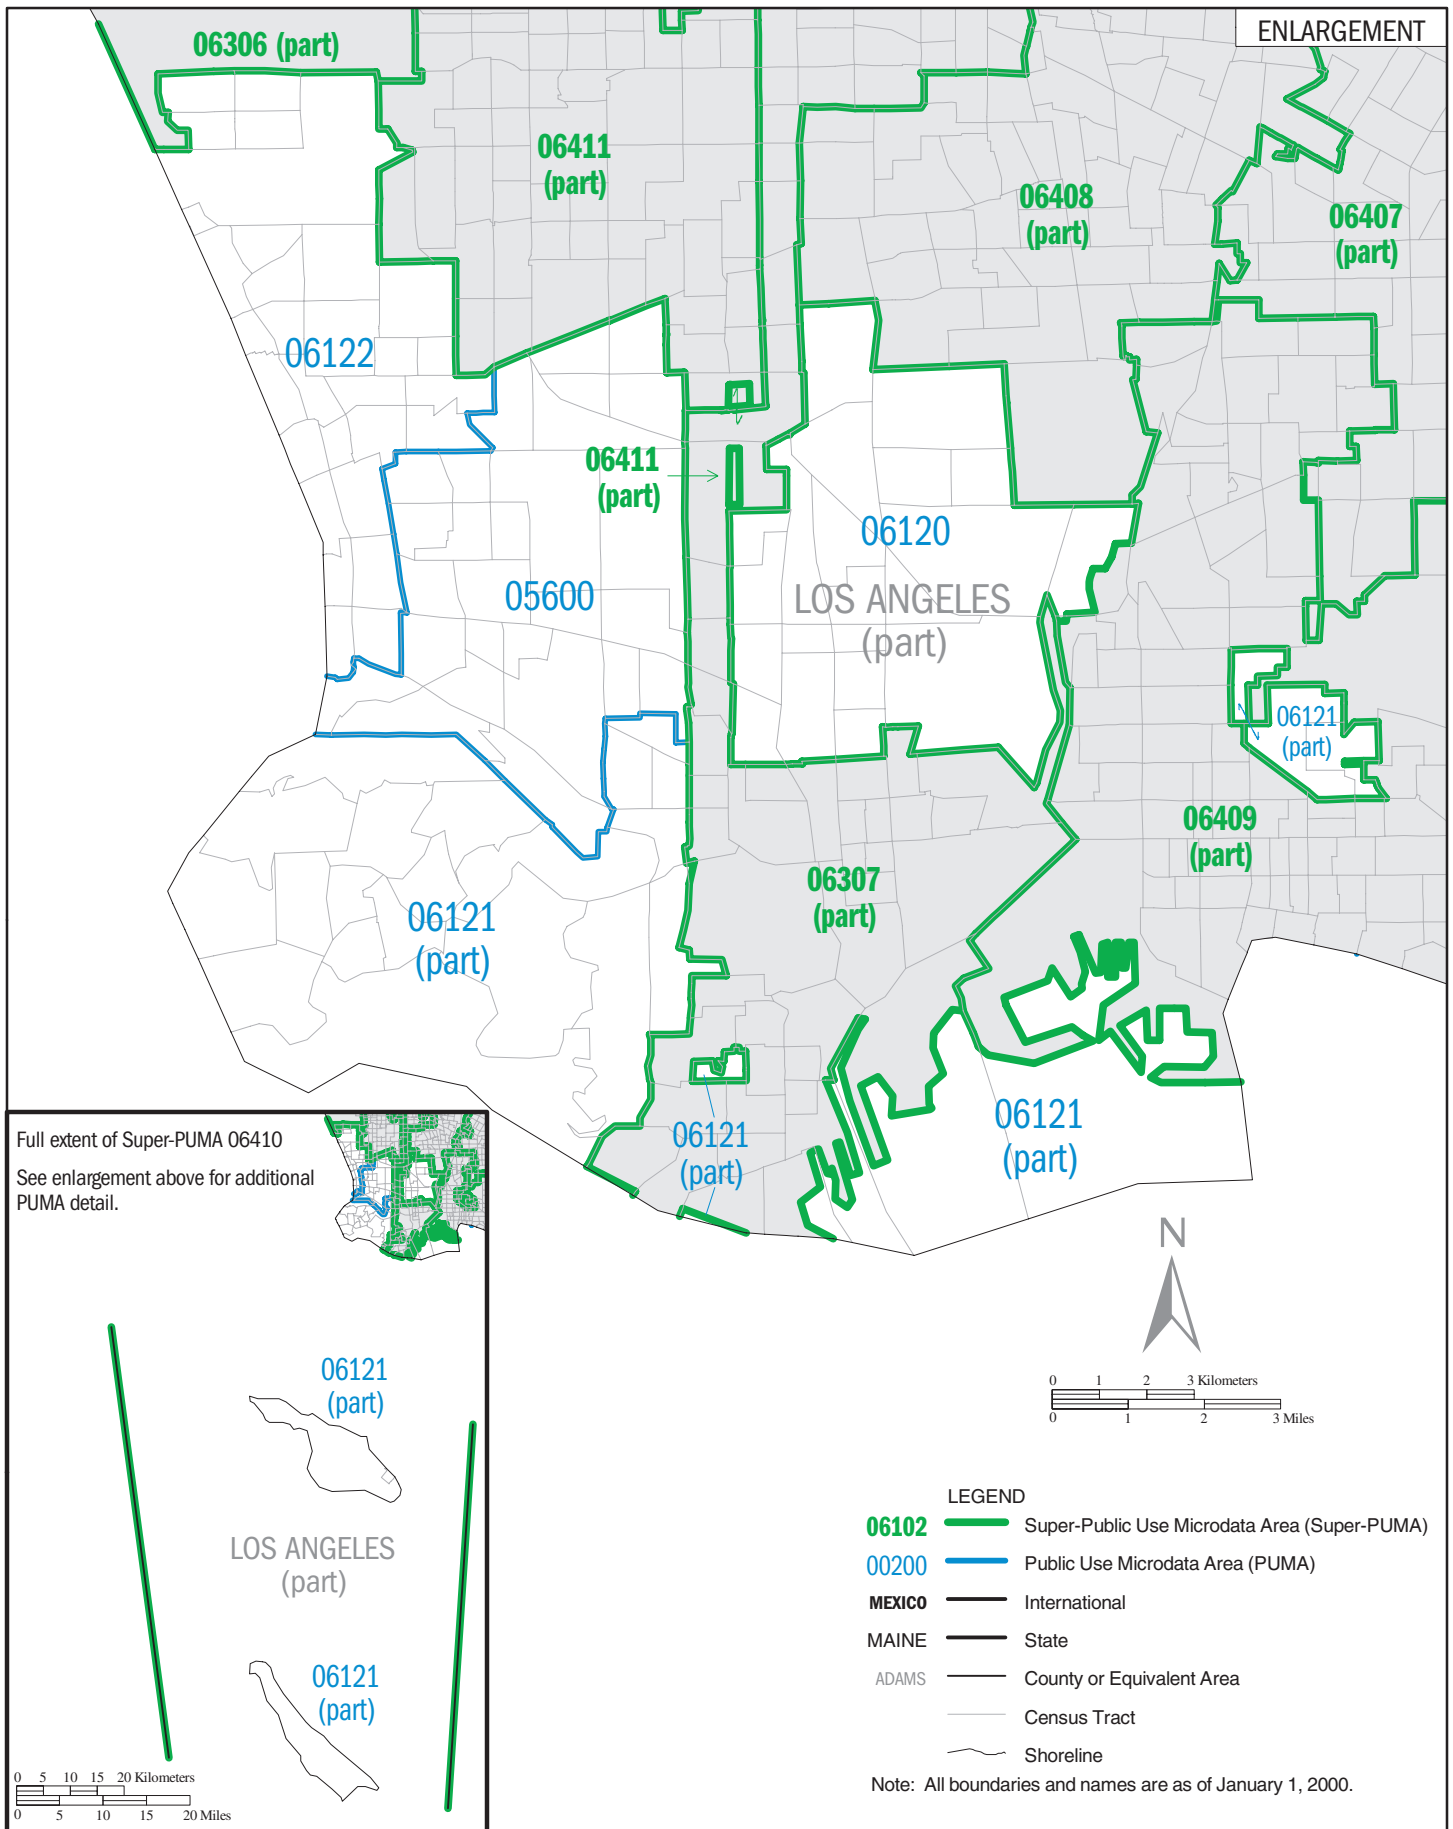 ENLARGEMENT
06306 (part)
06411
(part)
06408
(part)
06407
(part)
06122
06411
(part)
06120
05600
LOS ANGELES
(part)
06121
(part)
06409
(part)
06307
(part)
06121
(part)
06121
(part)
06121
(part)
Full extent of Super-PUMA 06410
See enlargement above for additional
PUMA detail.
06121
(part)
LOS ANGELES
(part)
06121
(part)
0 5 10 15 20 Kilometers
0 5 10 15 20 Miles
N
0 1 2 3 Kilometers
0 1 2 3 Miles
LEGEND
06102 Super-Public Use Microdata Area (Super-PUMA)
00200 Public Use Microdata Area (PUMA)
MEXICO International
MAINE State
ADAMS County or Equivalent Area
Census Tract
Shoreline
Note: All boundaries and names are as of January 1, 2000.